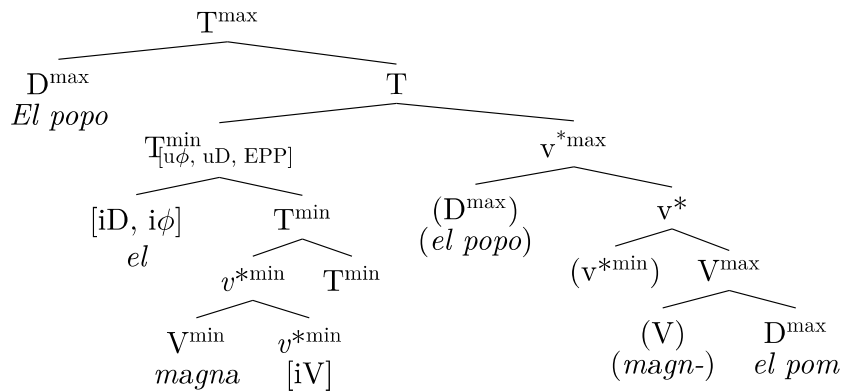 T^max
D^max T
El popo
T^min [uϕ, uD, EPP] v*max
[iD, iϕ] T^min (D^max) v*
el (el popo)
v*min T^min (v*min) V^max
V^min v*min (V) D^max
magna [iV] (magn-) el pom